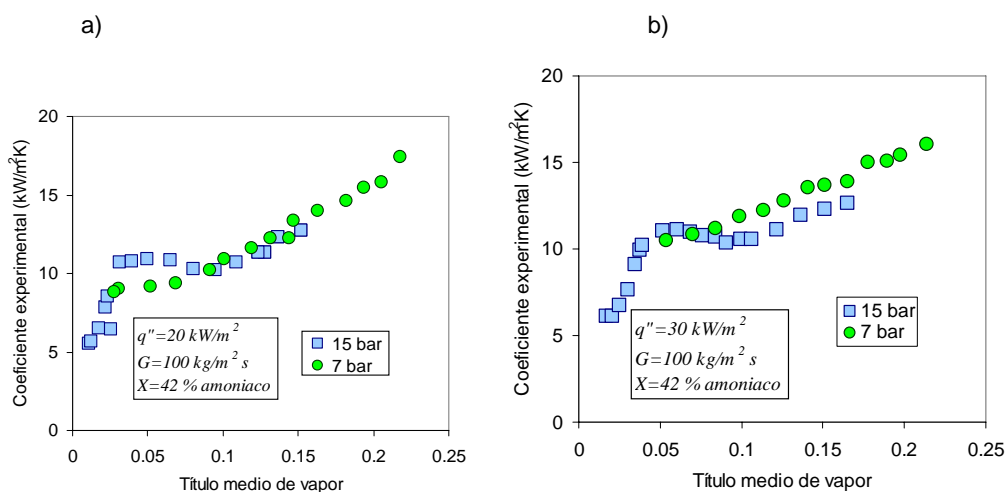 a)
Coeficiente experimental (kW/m²K)
20
15
10
5
0
q"=20 kW/m²
G=100 kg/m² s
X=42 % amoniaco
15 bar
7 bar
0 0.05 0.1 0.15 0.2 0.25
Título medio de vapor
b)
Coeficiente experimental (kW/m²K)
20
15
10
5
0
q"=30 kW/m²
G=100 kg/m² s
X=42 % amoniaco
15 bar
7 bar
0 0.05 0.1 0.15 0.2 0.25
Título medio de vapor